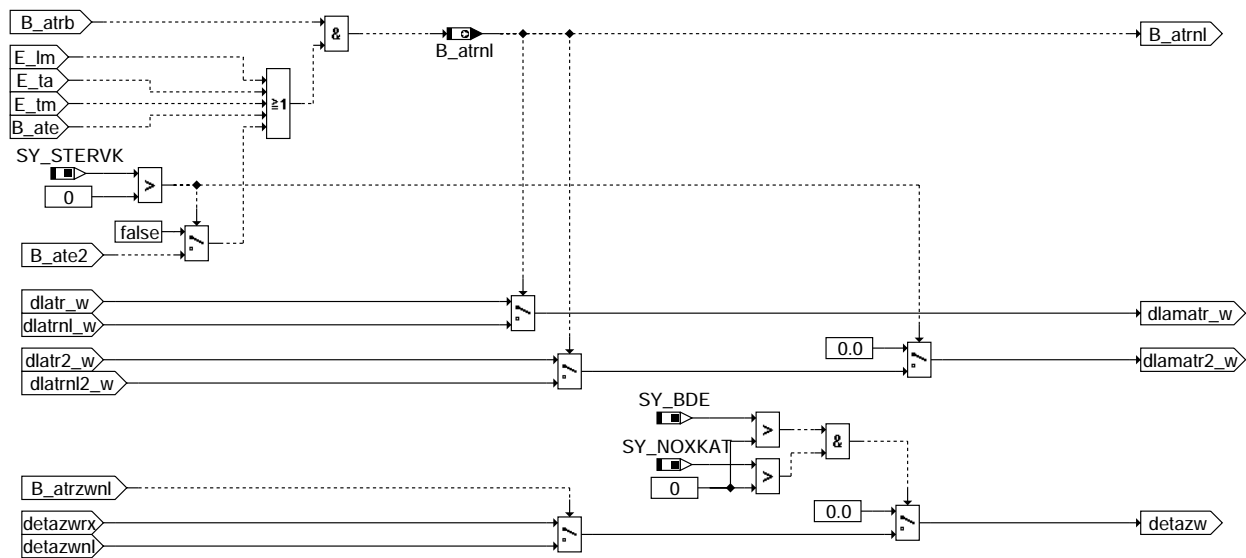 B_atrb
&
B_atrnl
B_atrnl
E_lm
E_ta
E_tm
B_ate
≥1
SY_STERVK
>
0
false
B_ate2
dlatr_w
dlatrnl_w
dlamatr_w
dlatr2_w
dlatrnl2_w
0.0
dlamatr2_w
SY_BDE
>
&
SY_NOXKAT
>
0
B_atrzwnl
detazwrx
detazwnl
0.0
detazw